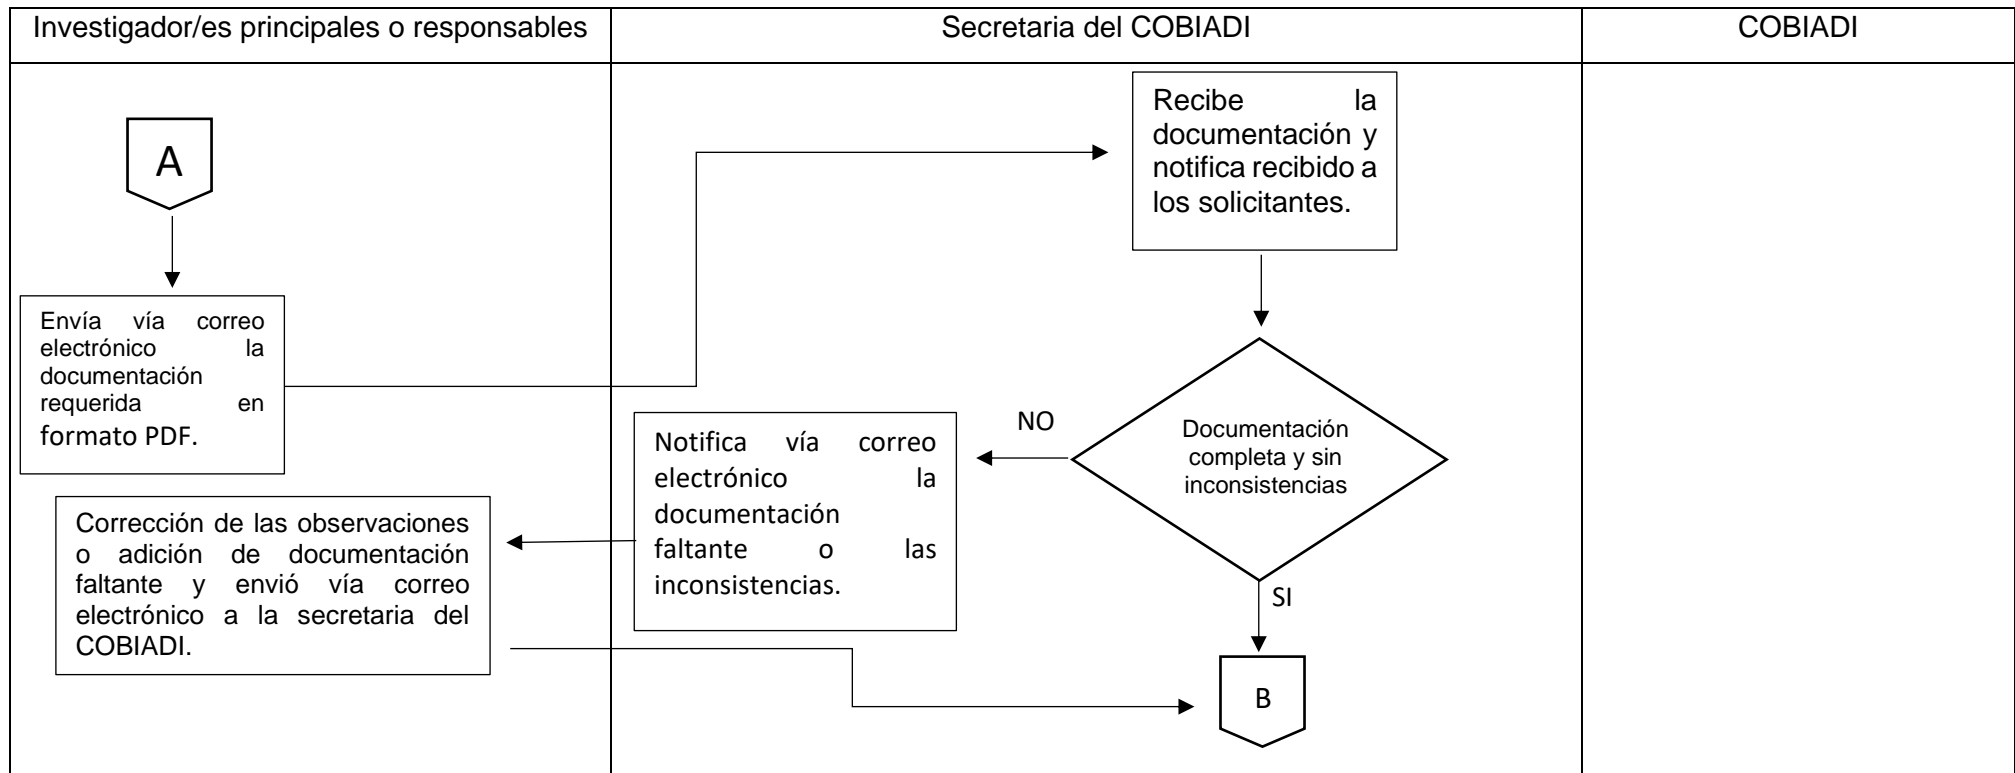 Investigador/es principales o responsables
Secretaria del COBIADI
COBIADI
A
Envía vía correo
electrónico la
documentación
requerida en
formato PDF.
Corrección de las observaciones
o adición de documentación
faltante y envió vía correo
electrónico a la secretaria del
COBIADI.
Recibe la
documentación y
notifica recibido a
los solicitantes.
Documentación
completa y sin
inconsistencias
NO
Notifica vía correo
electrónico la
documentación
faltante o las
inconsistencias.
SI
B